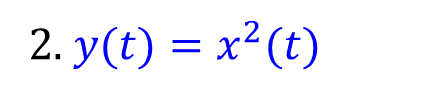 2. y(t) = x²(t)